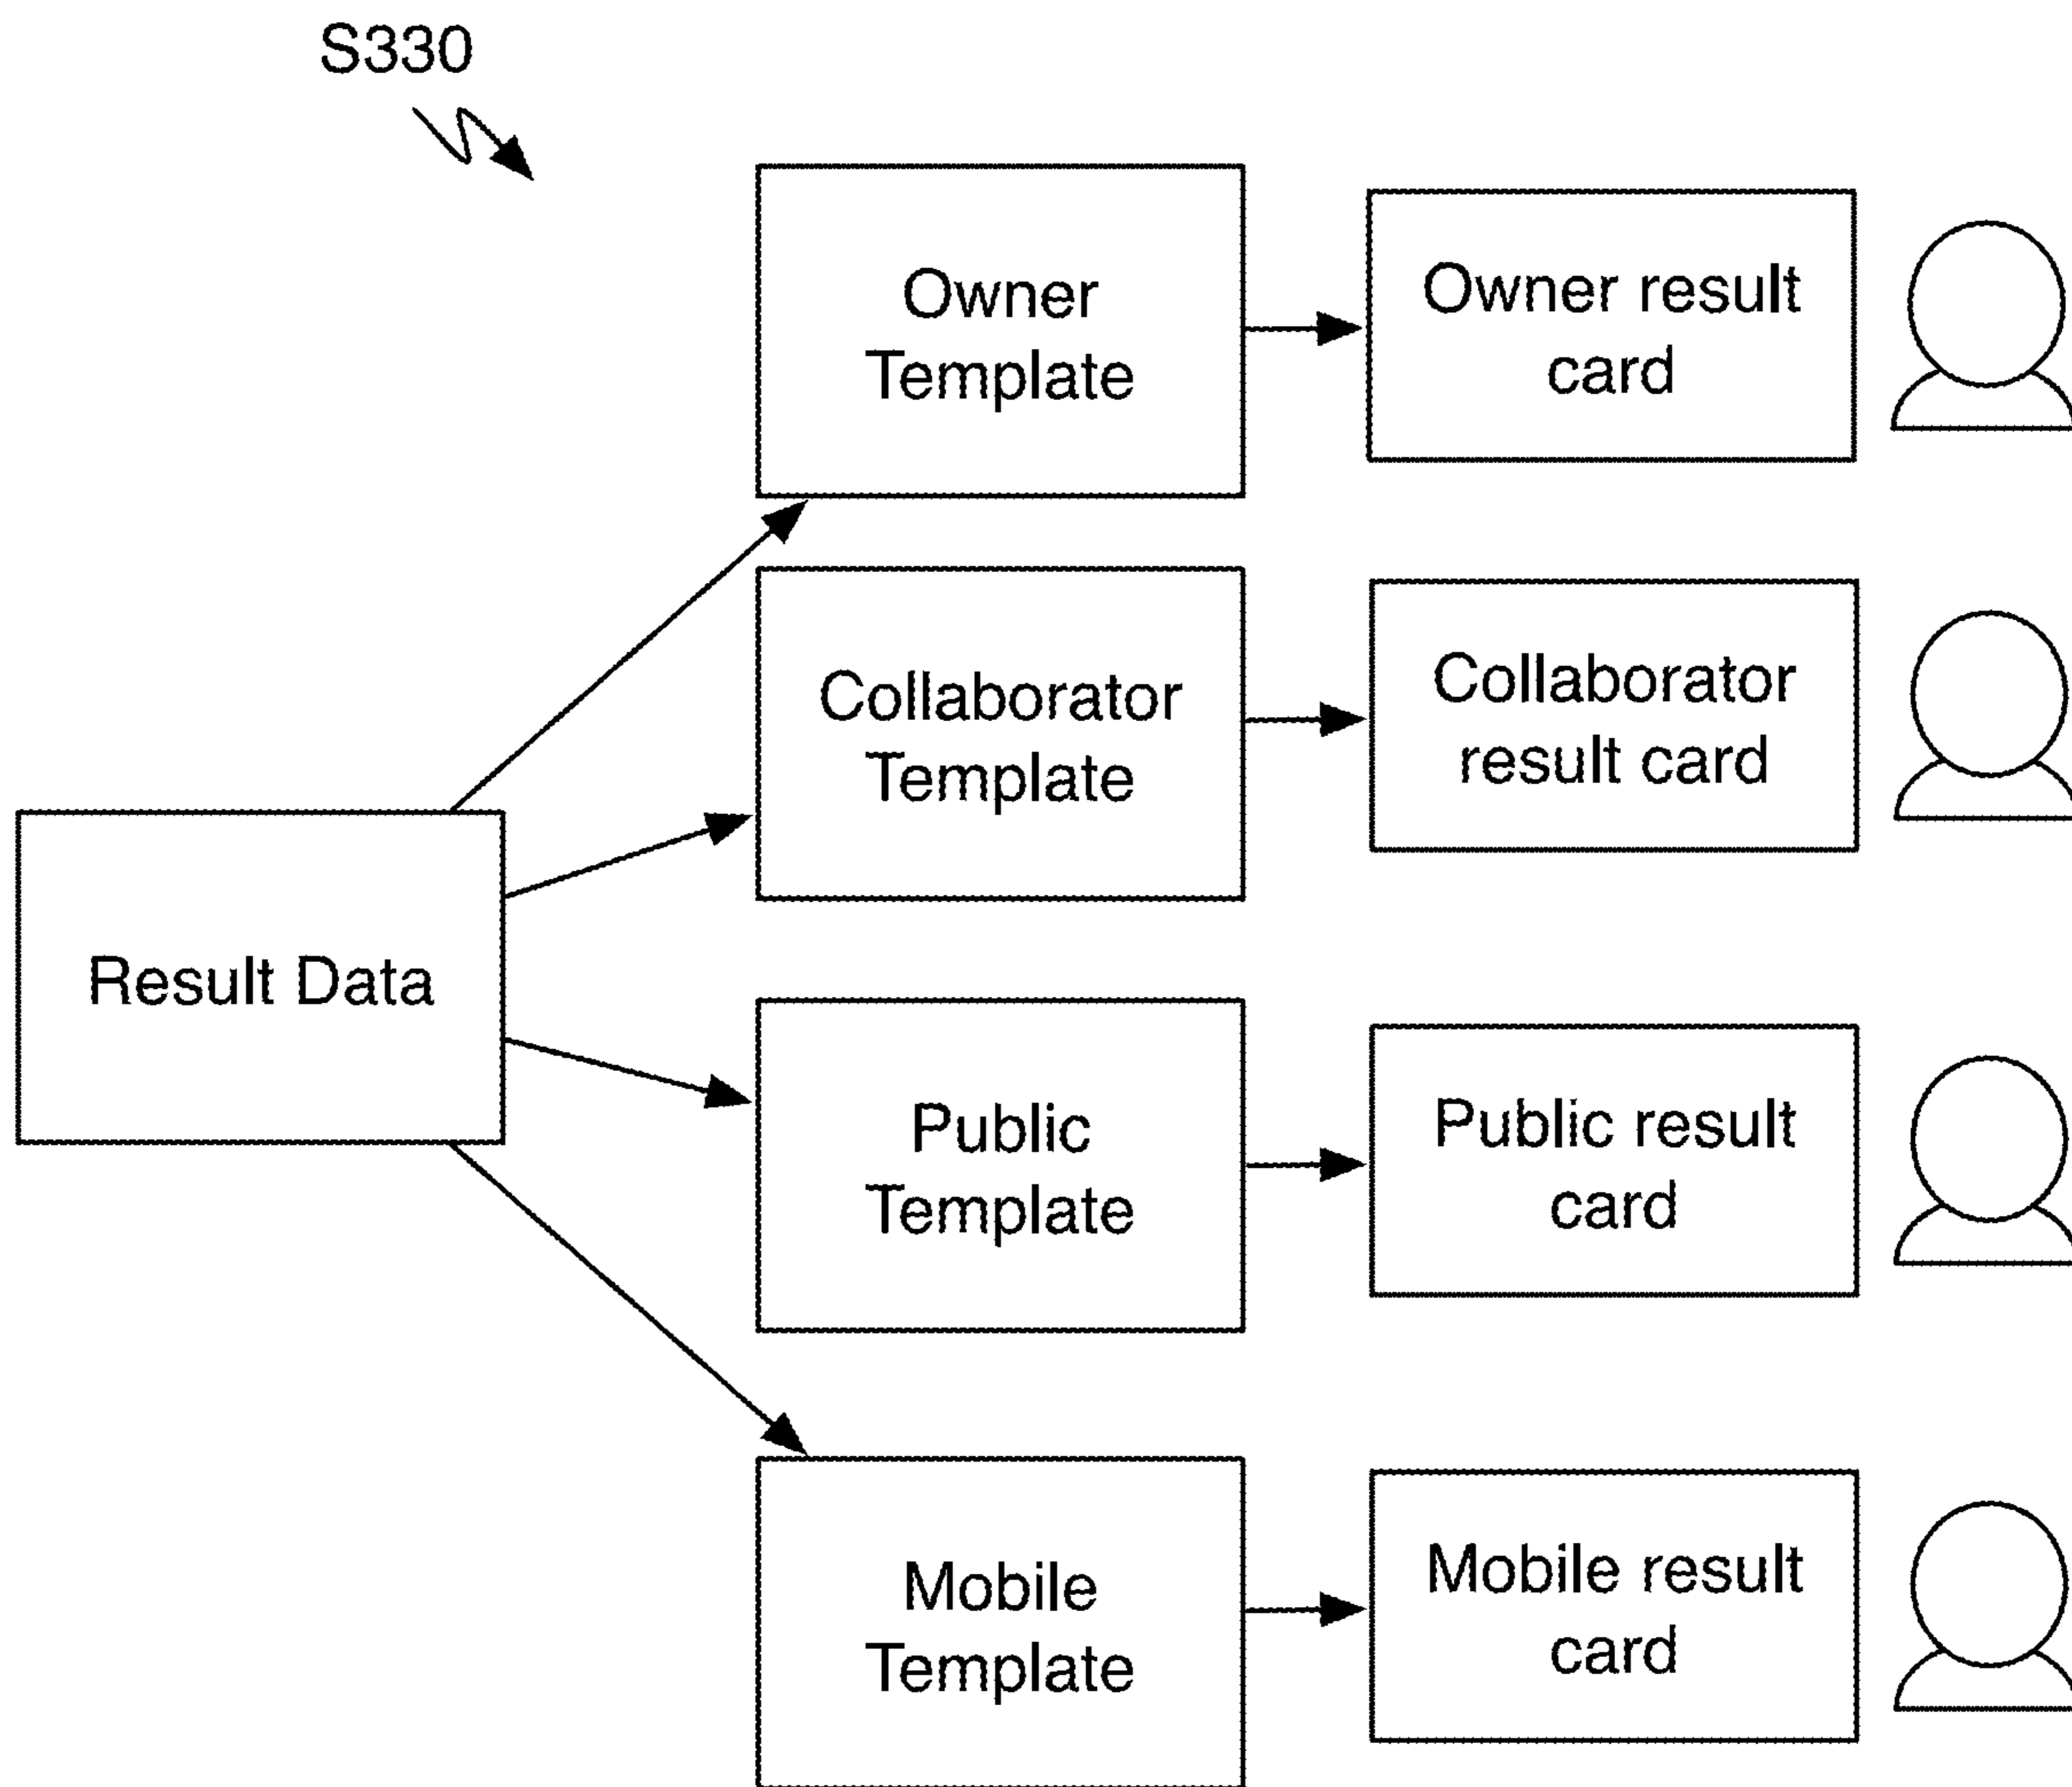 S330
Owner
Template
Owner result
card
Collaborator
Template
Collaborator
result card
Result Data
Public
Template
Public result
card
Mobile
Template
Mobile result
card